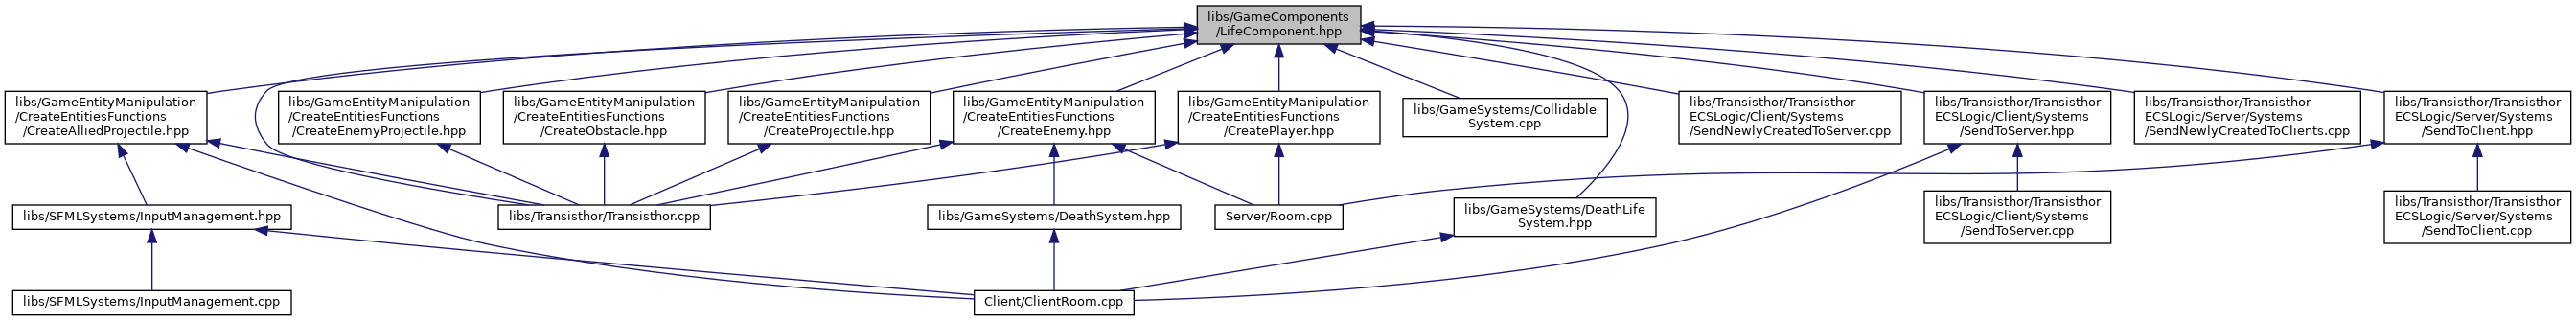 libs/GameComponents
/LifeComponent.hpp
libs/GameEntityManipulation
/CreateEntitiesFunctions
/CreateAlliedProjectile.hpp
libs/GameEntityManipulation
/CreateEntitiesFunctions
/CreateEnemyProjectile.hpp
libs/GameEntityManipulation
/CreateEntitiesFunctions
/CreateObstacle.hpp
libs/GameEntityManipulation
/CreateEntitiesFunctions
/CreateProjectile.hpp
libs/GameEntityManipulation
/CreateEntitiesFunctions
/CreateEnemy.hpp
libs/GameEntityManipulation
/CreateEntitiesFunctions
/CreatePlayer.hpp
libs/GameSystems/Collidable
System.cpp
libs/Transisthor/Transisthor
ECSLogic/Client/Systems
/SendNewlyCreatedToServer.cpp
libs/Transisthor/Transisthor
ECSLogic/Client/Systems
/SendToServer.hpp
libs/Transisthor/Transisthor
ECSLogic/Server/Systems
/SendNewlyCreatedToClients.cpp
libs/Transisthor/Transisthor
ECSLogic/Server/Systems
/SendToClient.hpp
libs/SFMLSystems/InputManagement.hpp
libs/Transisthor/Transisthor.cpp
libs/GameSystems/DeathSystem.hpp
Server/Room.cpp
libs/GameSystems/DeathLife
System.hpp
libs/Transisthor/Transisthor
ECSLogic/Client/Systems
/SendToServer.cpp
libs/Transisthor/Transisthor
ECSLogic/Server/Systems
/SendToClient.cpp
libs/SFMLSystems/InputManagement.cpp
Client/ClientRoom.cpp